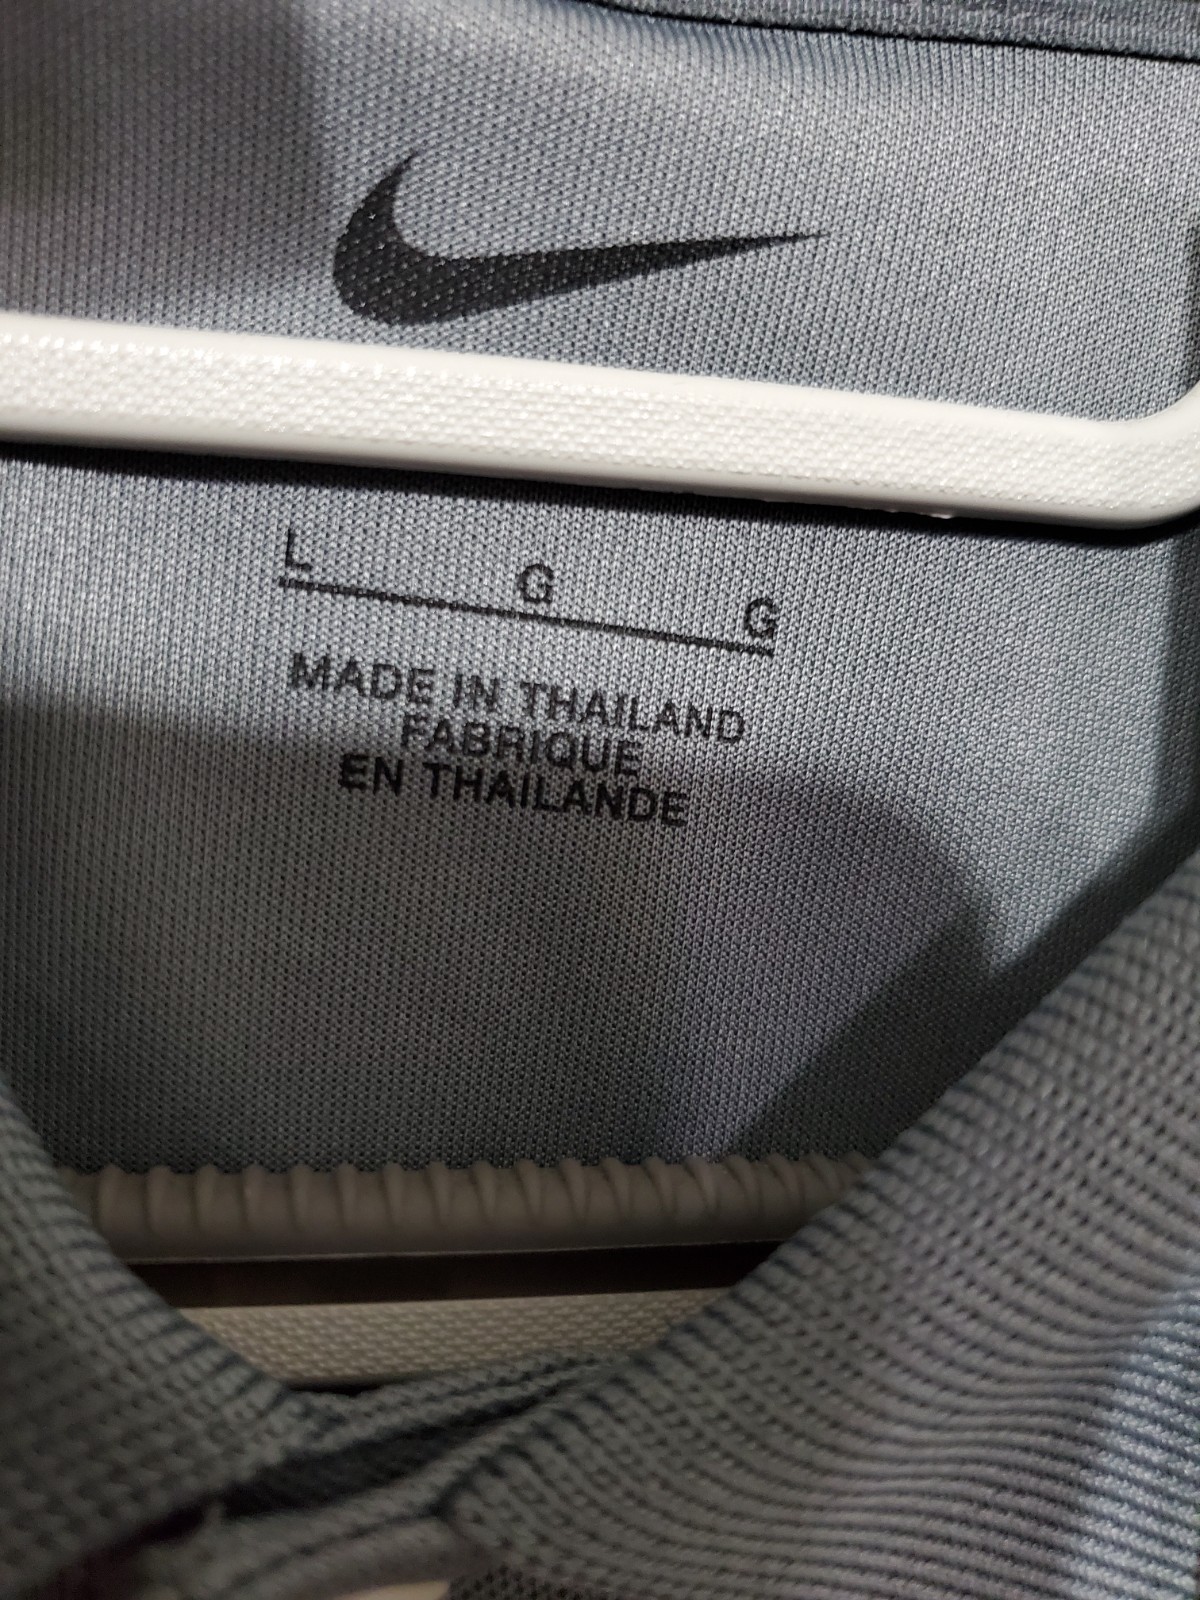 L G G
MADE IN THAILAND
FABRIQUE
EN THAILANDE